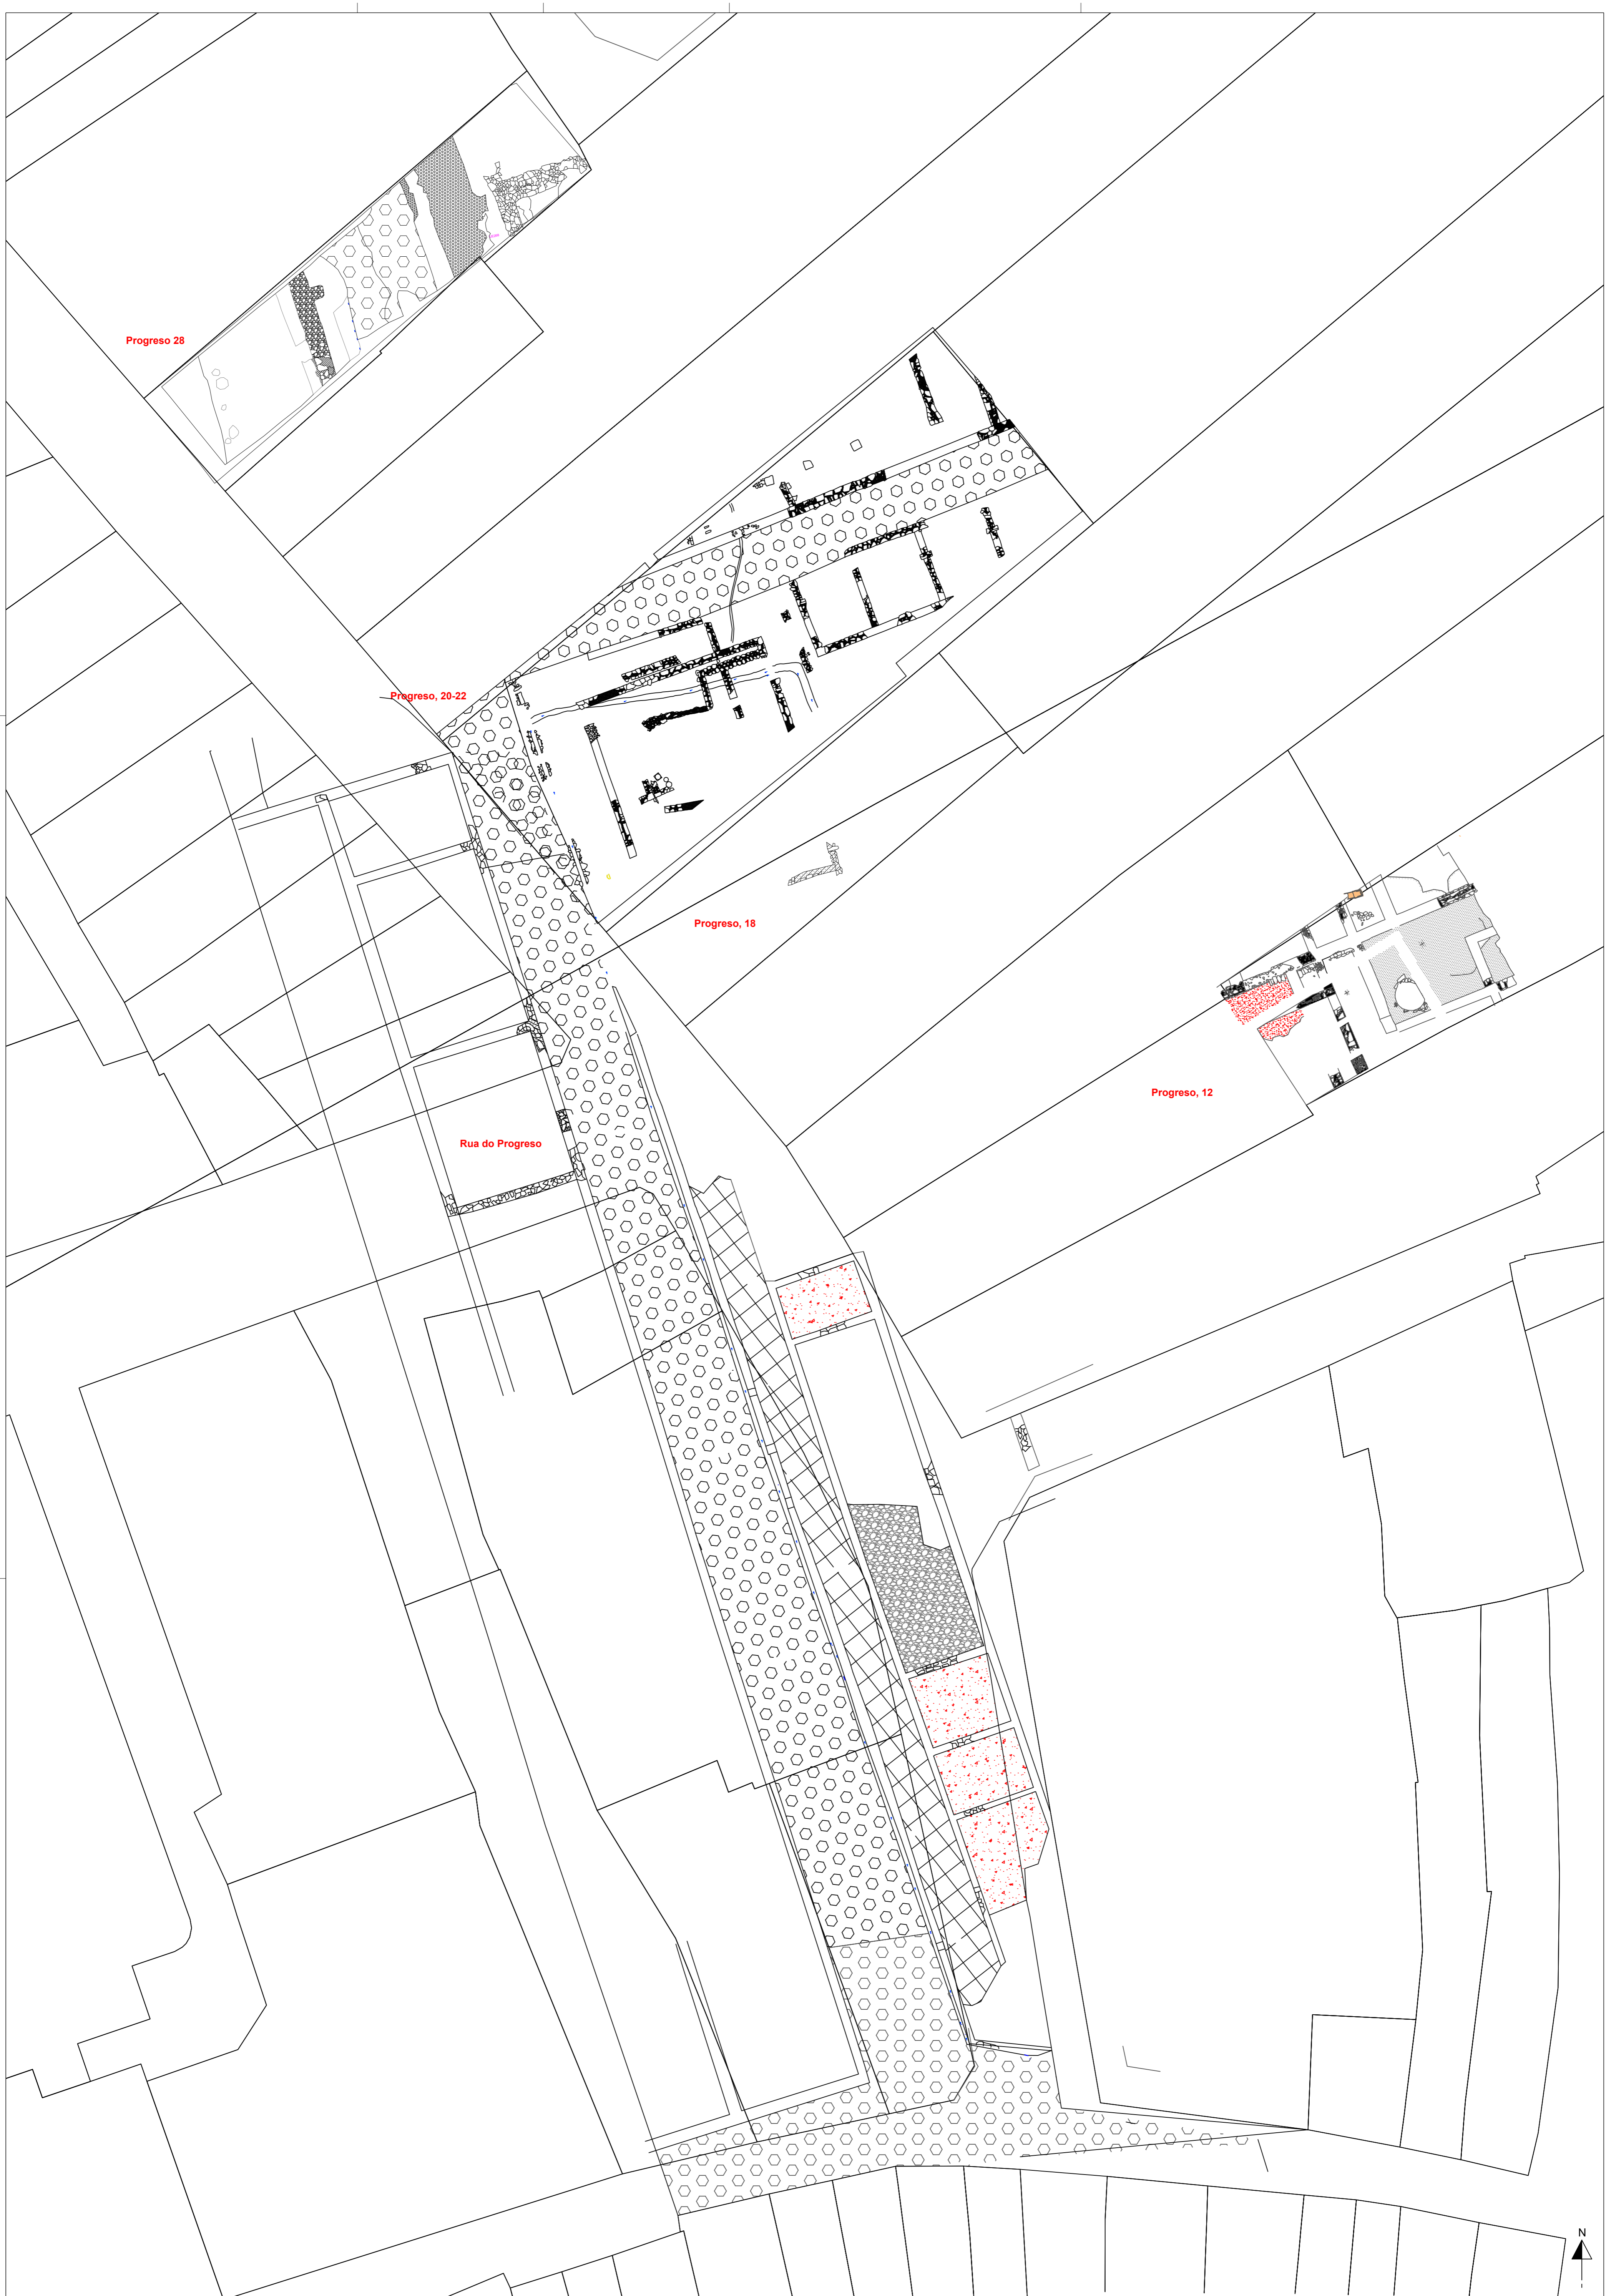 Progreso 28
Progreso, 20-22
Progreso, 18
Progreso, 12
Rua do Progreso
N